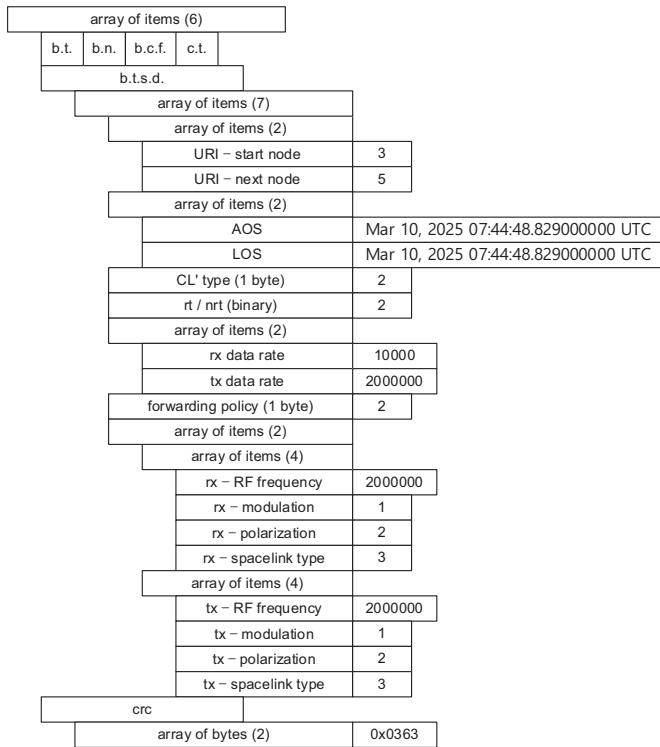 array of items (6)
b.t. b.n. b.c.f. c.t.
b.t.s.d.
array of items (7)
array of items (2)
URI – start node 3
URI – next node 5
array of items (2)
AOS Mar 10, 2025 07:44:48.829000000 UTC
LOS Mar 10, 2025 07:44:48.829000000 UTC
CL' type (1 byte) 2
rt / nrt (binary) 2
array of items (2)
rx data rate 10000
tx data rate 2000000
forwarding policy (1 byte) 2
array of items (2)
array of items (4)
rx – RF frequency 2000000
rx – modulation 1
rx – polarization 2
rx – spacelink type 3
array of items (4)
tx – RF frequency 2000000
tx – modulation 1
tx – polarization 2
tx – spacelink type 3
crc
array of bytes (2) 0x0363